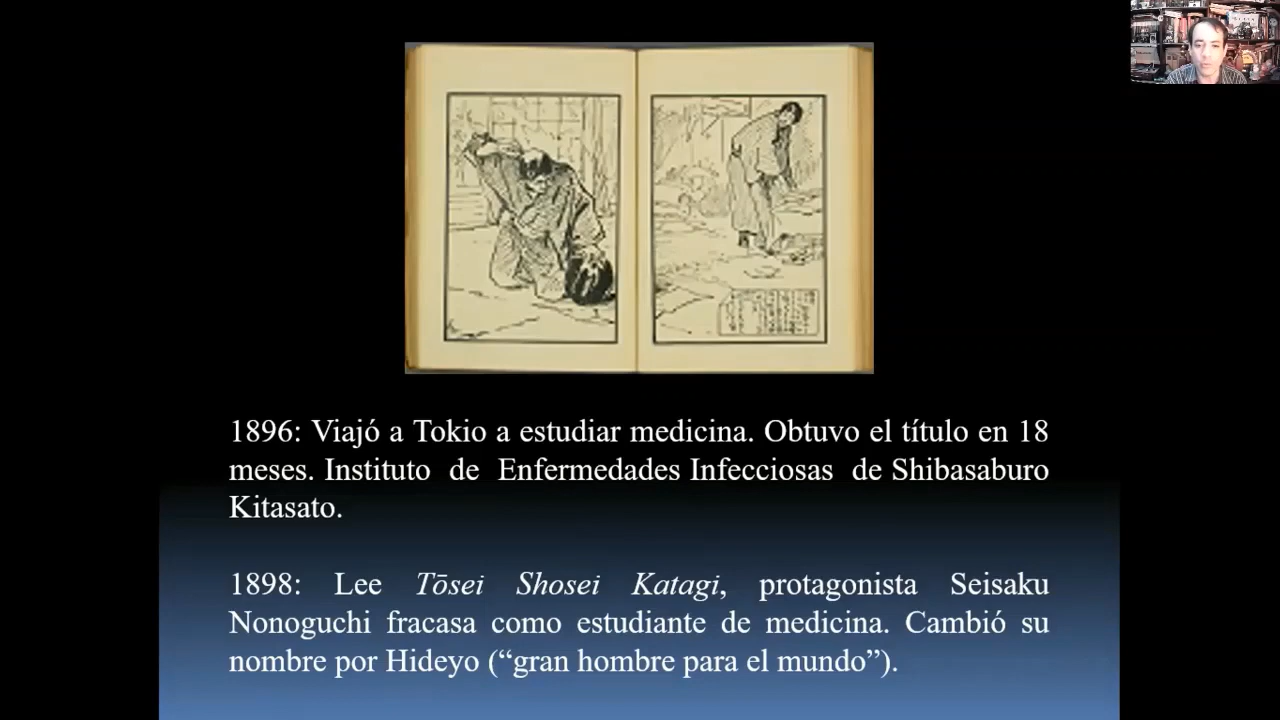 1896: Viajó a Tokio a estudiar medicina. Obtuvo el título en 18
meses. Instituto de Enfermedades Infecciosas de Shibasaburo
Kitasato.
1898: Lee Tōsei Shosei Katagi, protagonista Seisaku
Nonoguchi fracasa como estudiante de medicina. Cambió su
nombre por Hideyo (“gran hombre para el mundo”).